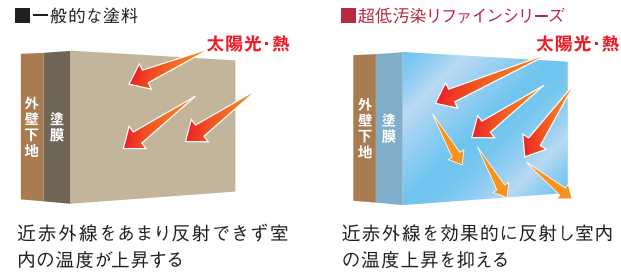 ■一般的な塗料
太陽光・熱
外壁下地
塗膜
近赤外線をあまり反射できず室
内の温度が上昇する
■超低汚染リファインシリーズ
太陽光・熱
外壁下地
塗膜
近赤外線を効果的に反射し室内
の温度上昇を抑える